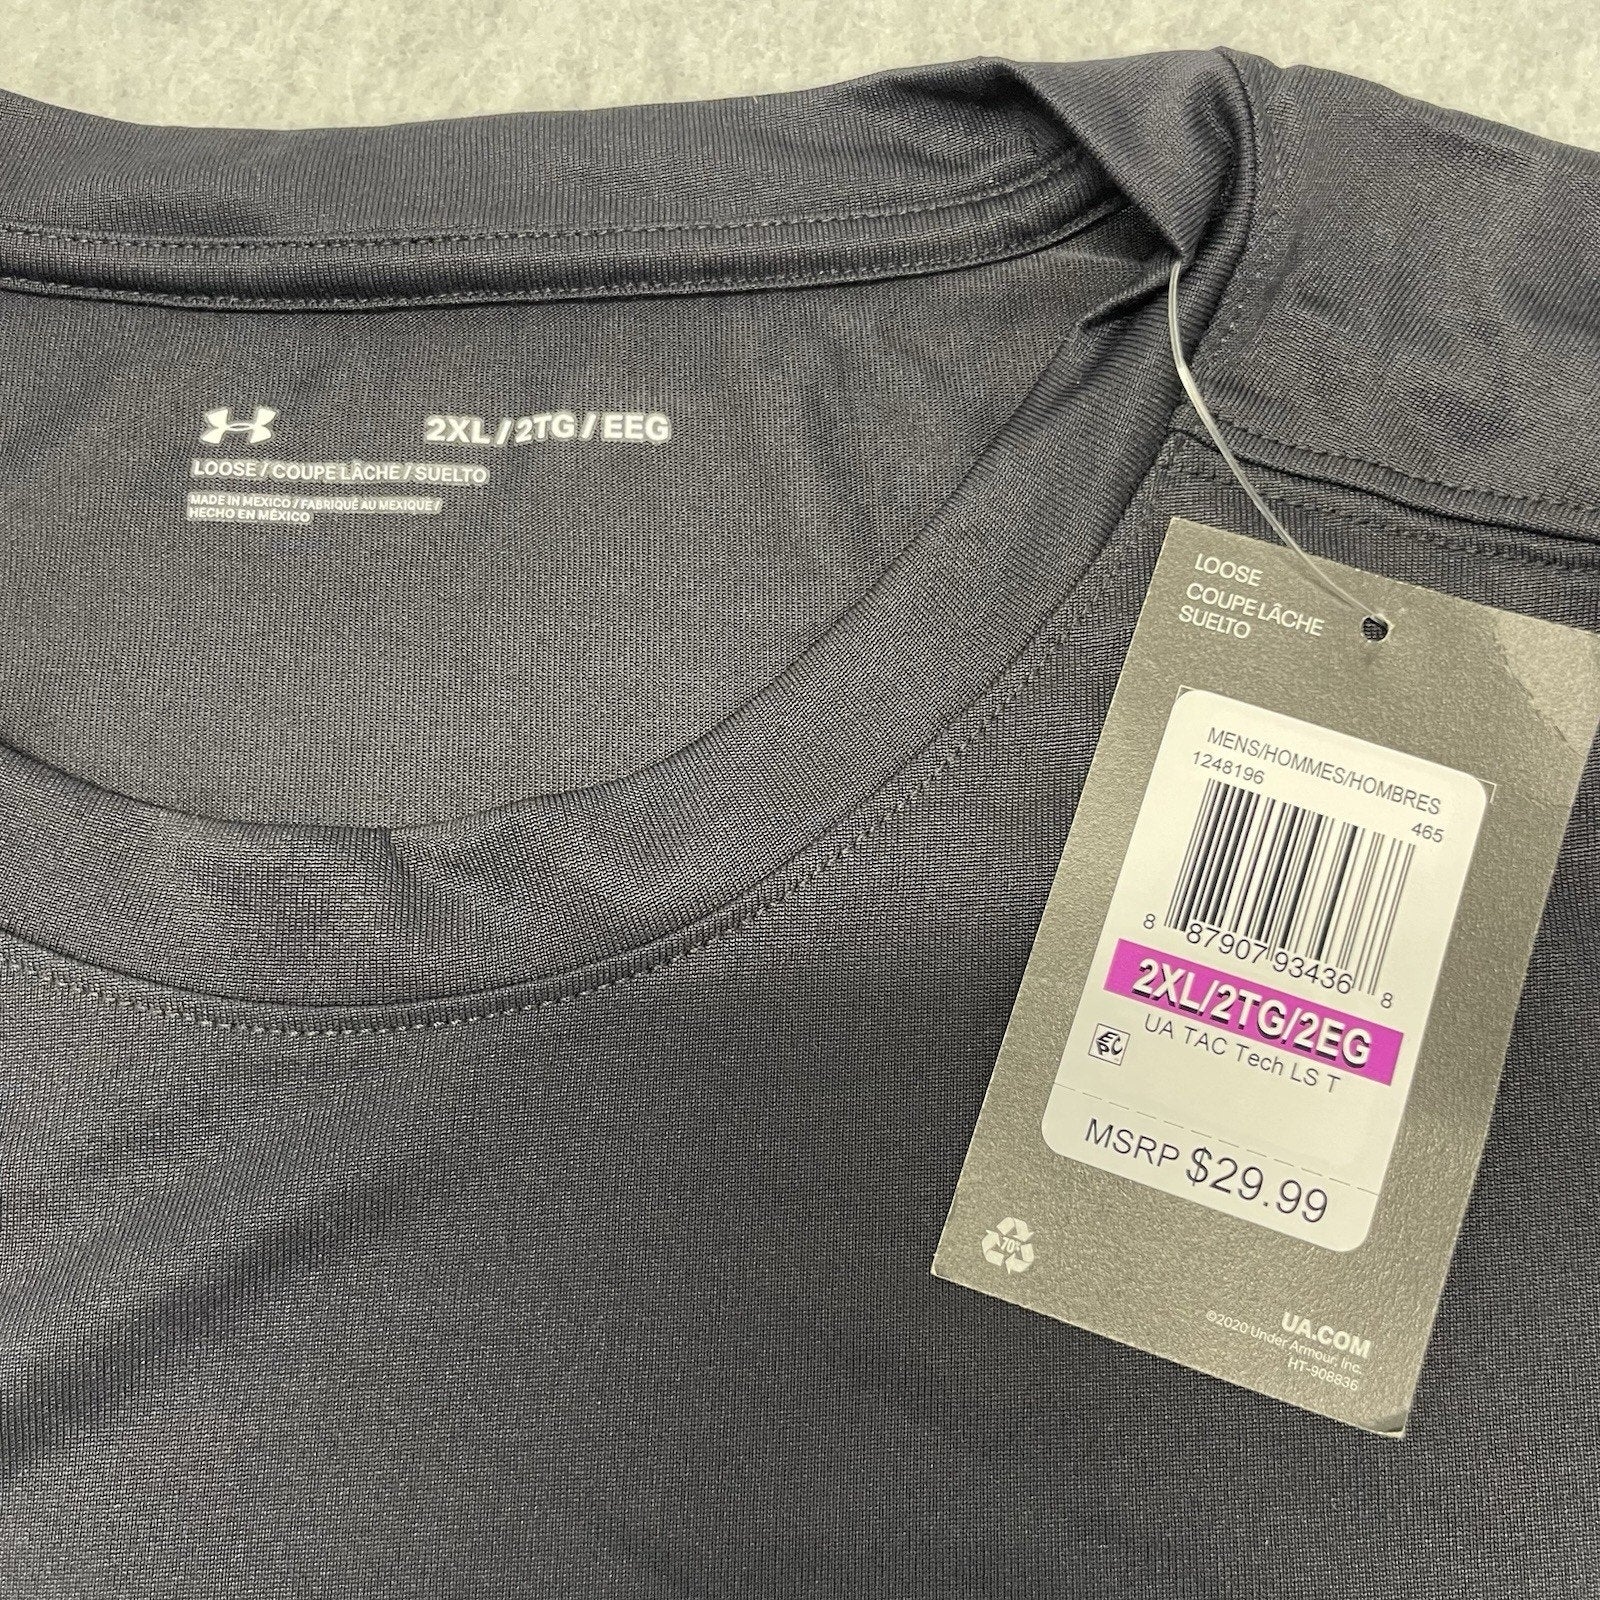 2XL / 2TG / EEG
LOOSE / COUPE LÂCHE / SUELTO
MADE IN MEXICO / FABRIQUÉ AU MEXIQUE /
HECHO EN MÉXICO
LOOSE
COUPE LÂCHE
SUELTO
MENS/HOMMES/HOMBRES
1248196
465
8 87907 93436 8
2XL/2TG/2EG
UA TAC Tech LS T
MSRP $29.99
70%
UA.COM
©2020 Under Armour, Inc.
HT-908836